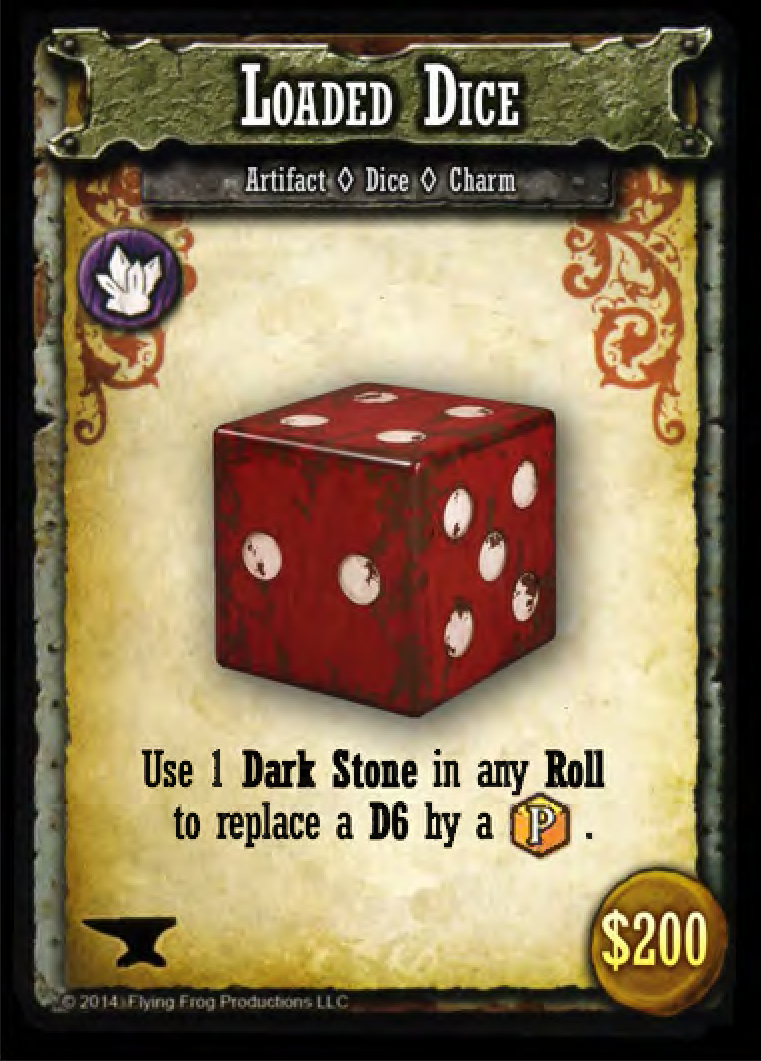 Loaded Dice
Artifact ◊ Dice ◊ Charm
Use 1 Dark Stone in any Roll
to replace a D6 hy a P .
$200
© 2014 Flying Frog Productions LLC